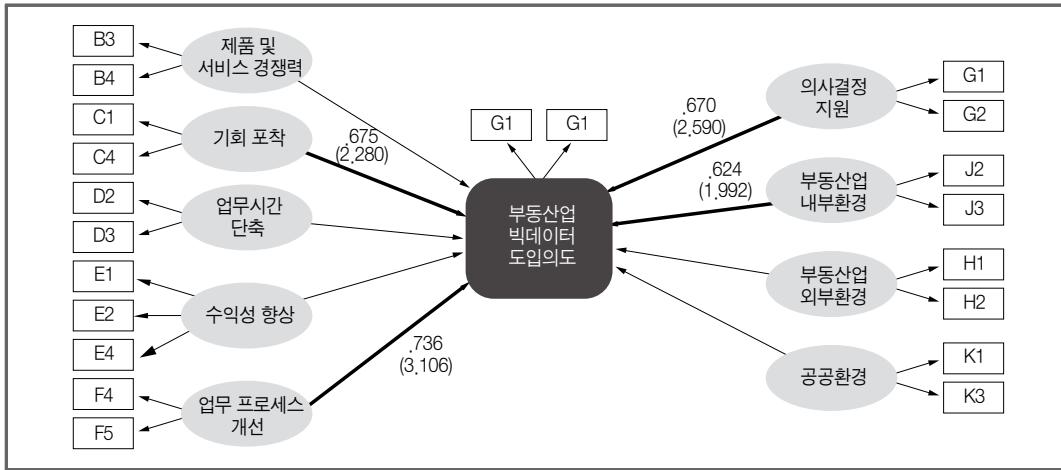 B3
B4
제품 및
서비스 경쟁력
C1
C4
기회 포착
.675
(2.280)
D2
D3
업무시간
단축
E1
E2
E4
수익성 향상
F4
F5
업무 프로세스
개선
.736
(3.106)
G1
G1
부동산업
빅데이터
도입의도
.670
(2.590)
의사결정
지원
G1
G2
.624
(1.992)
부동산업
내부환경
J2
J3
부동산업
외부환경
H1
H2
공공환경
K1
K3